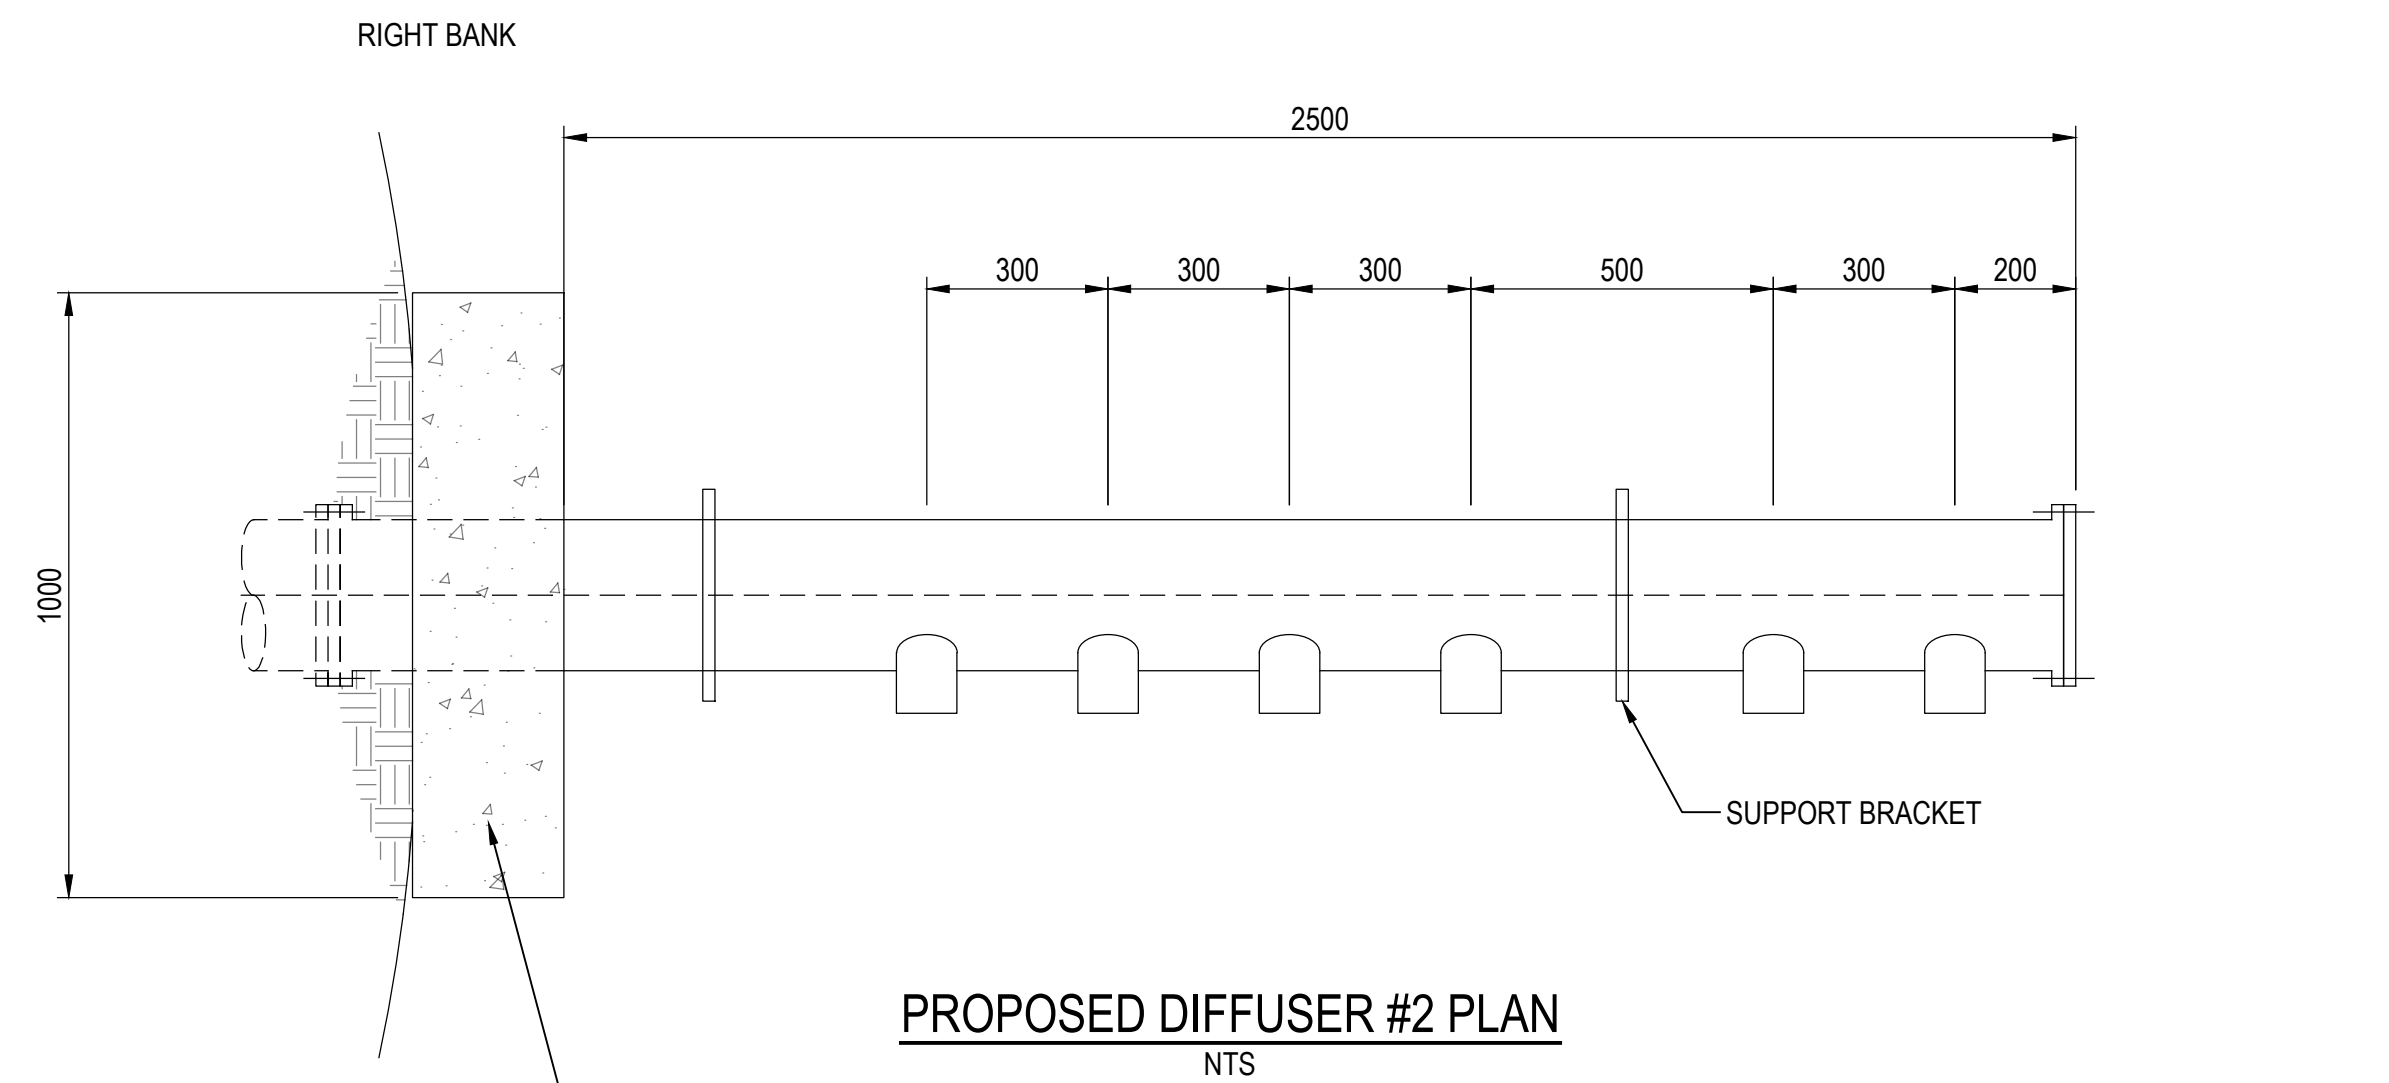 RIGHT BANK
2500
300
300
300
500
300
200
1000
SUPPORT BRACKET
PROPOSED DIFFUSER #2 PLAN
NTS